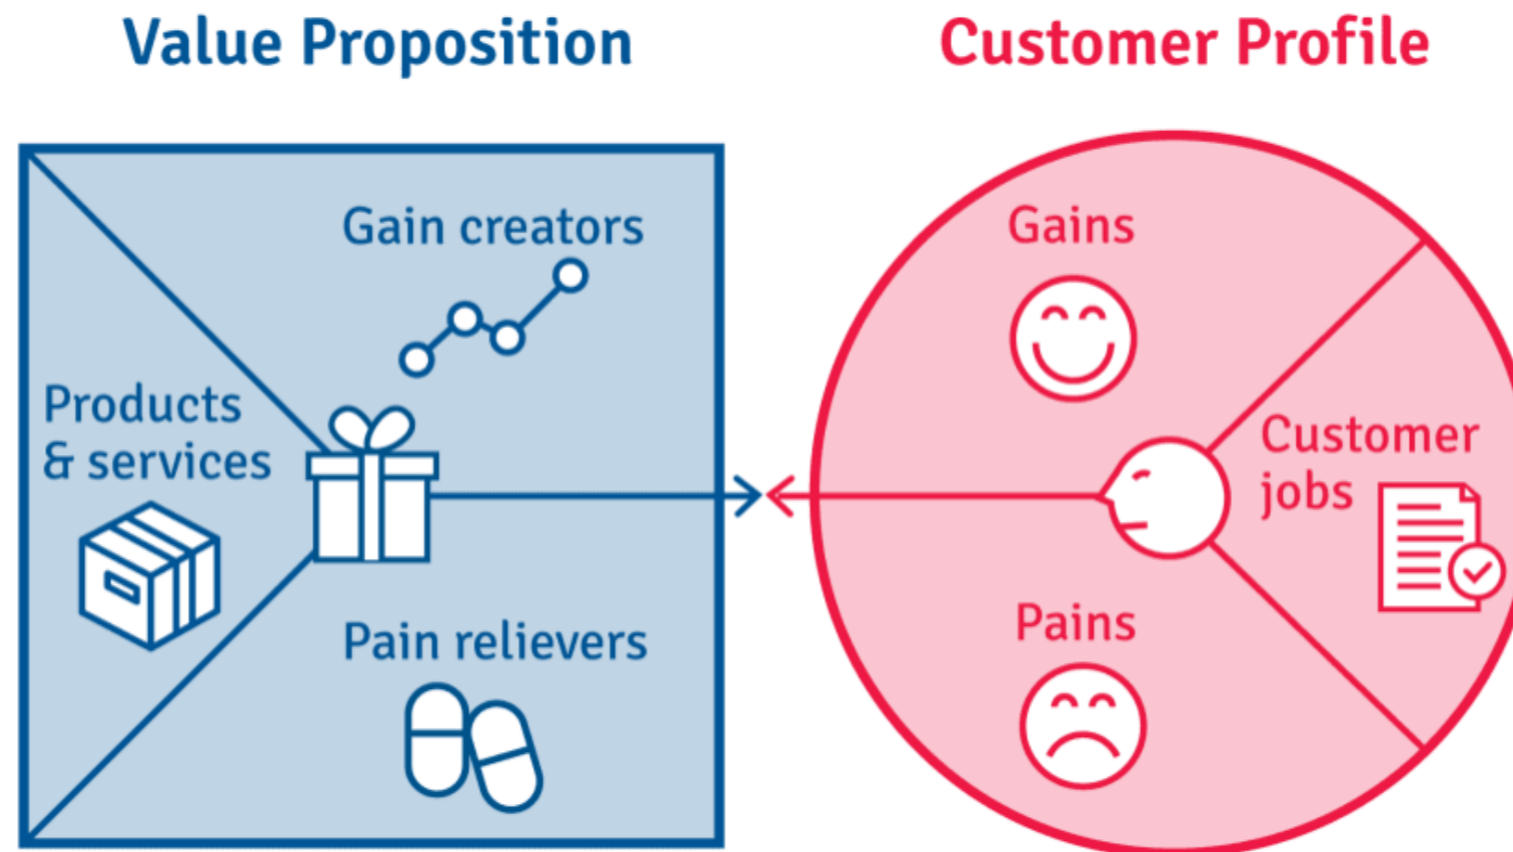 Value Proposition
Customer Profile
Gain creators
Products
& services
Pain relievers
Gains
Customer
jobs
Pains